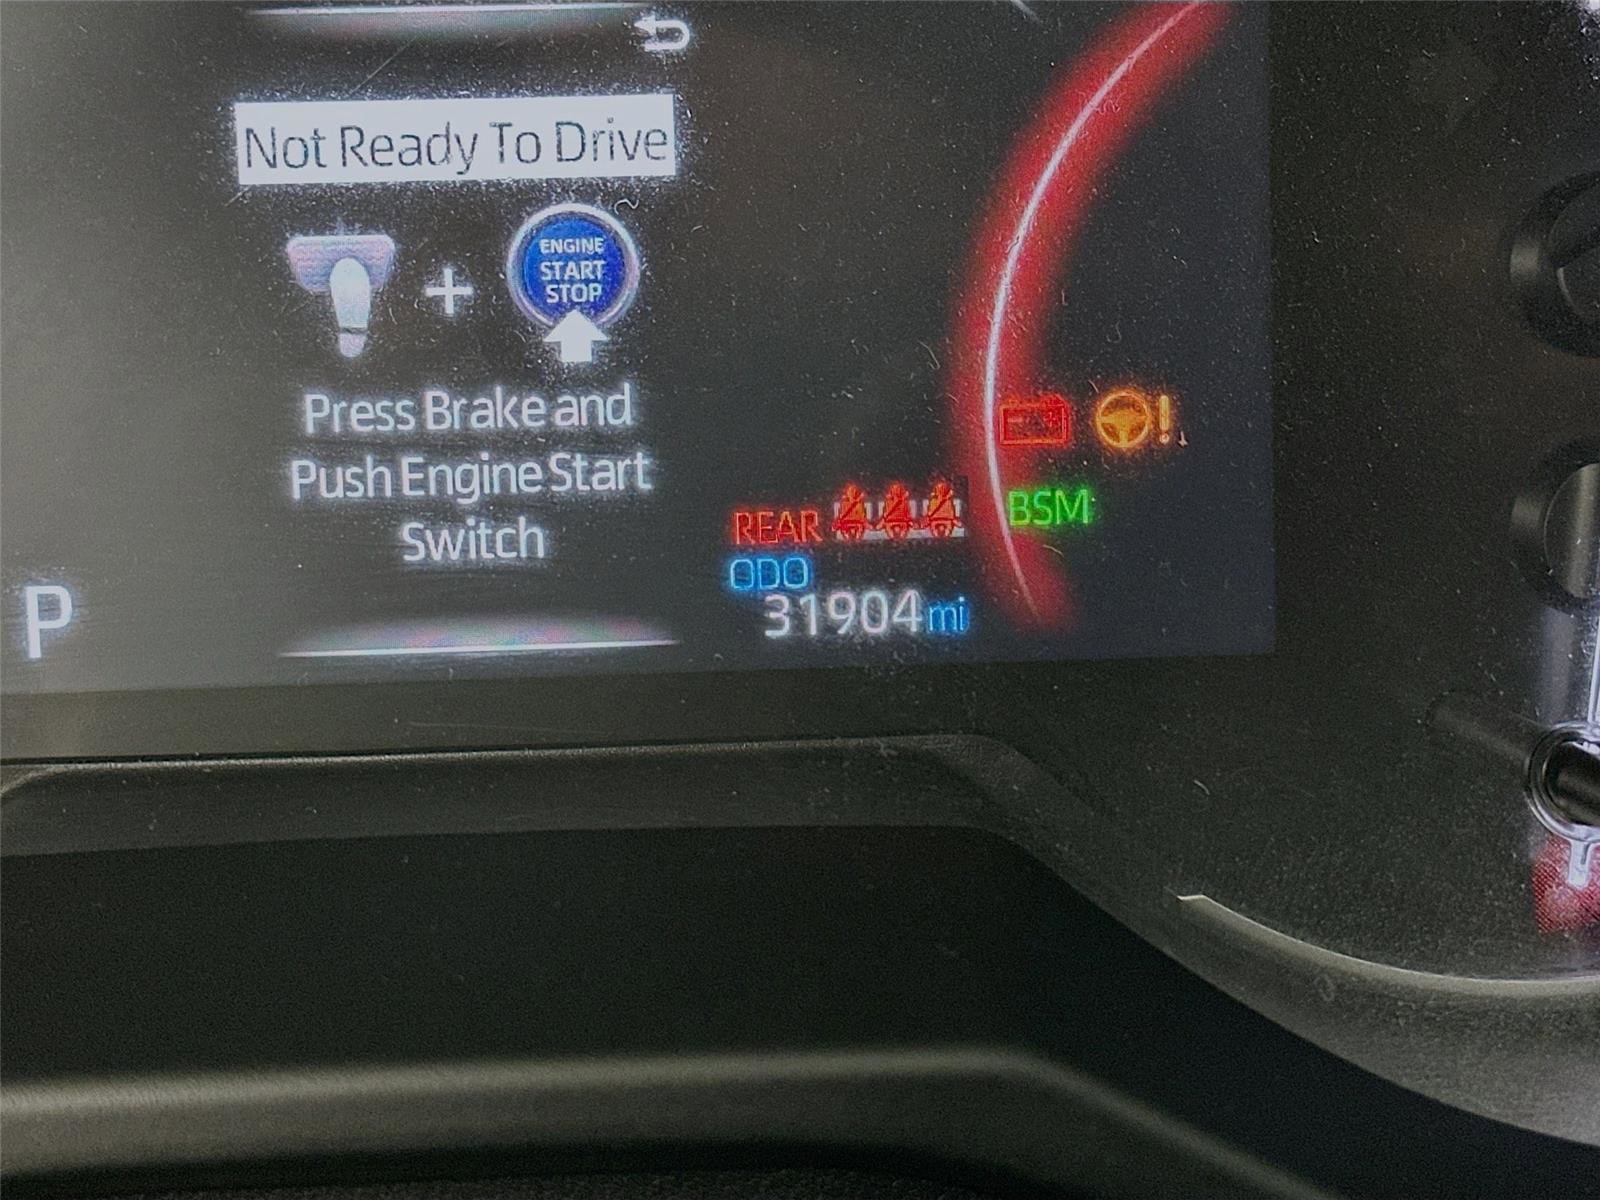 Not Ready To Drive
ENGINE
START
STOP
+
Press Brake and
Push Engine Start
Switch
P
REAR
ODO
31904 mi
BSM
!